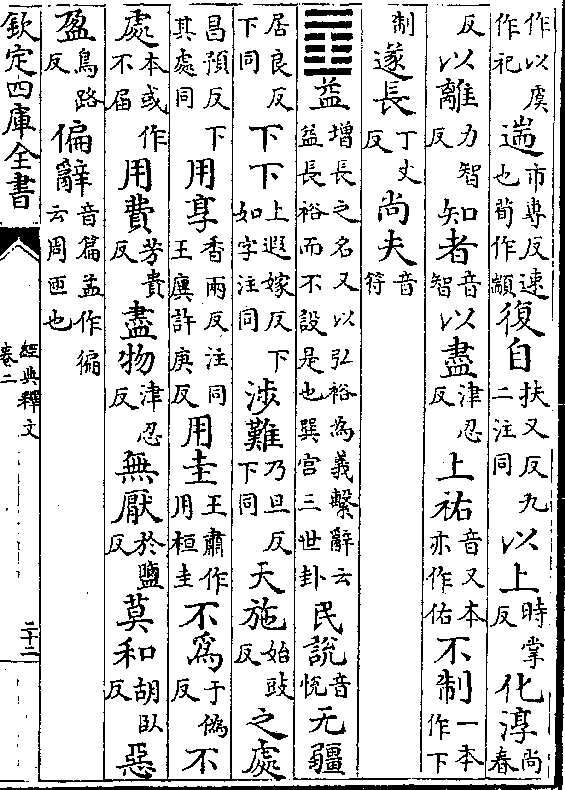 作以虞作祀遄市專反速也荀作顓復自扶又反九二注同以上時掌反化淳尚春
反以離力智反知者音智以盡津忍反上祐音又本亦作佑不制一本作下
制遂長丁丈反尚夫音符
䷩益增長之名又以弘裕為義繫辭云益長裕而不設是也巽宫三世卦民說音悅无疆
居良反下同下下上遐嫁反下如字注同涉難乃旦反下同天施始豉反之處
昌預反下其處同用享香兩反注同王廙許庚反用圭王肅作用桓圭不為于偽反不
處本或作不届用費芳貴反盡物津忍反無厭於鹽反莫和胡臥反惡
盈烏路反偏辭音篇孟作徧云周匝也
欽定四庫全書
經典釋文
卷二
二十二